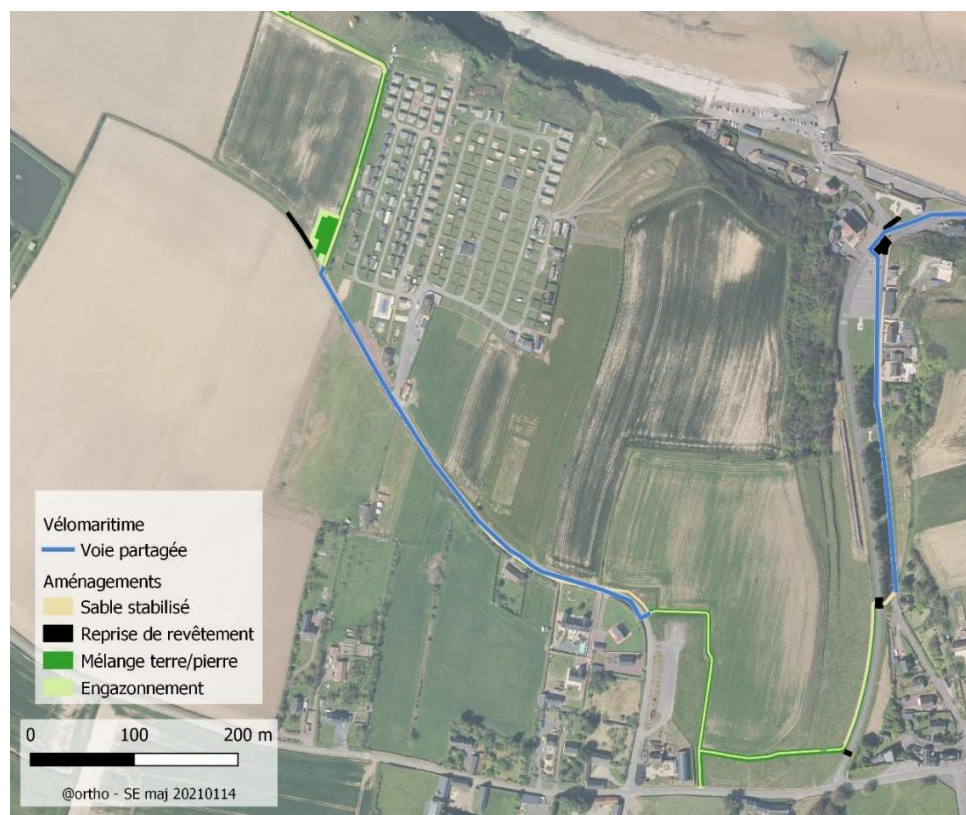 Vélomaritime
Voie partagée
Aménagements
Sable stabilisé
Reprise de revêtement
Mélange terre/pierre
Engazonnement
0 100 200 m
@ortho - SE maj 20210114